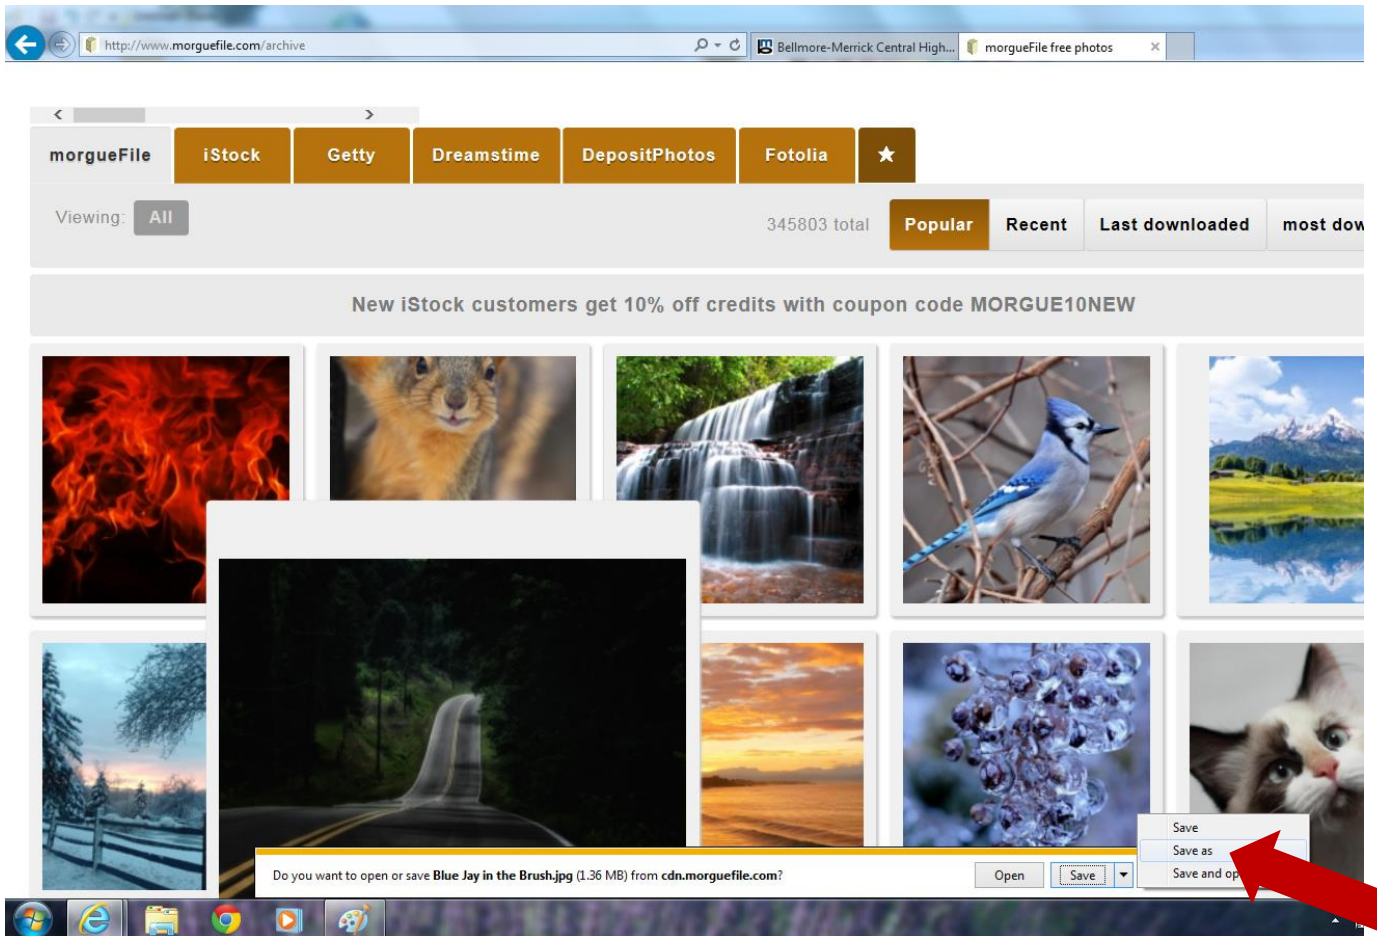 http://www.morguefile.com/archive
Bellmore-Merrick Central High...
morgueFile free photos
morgueFile
iStock
Getty
Dreamstime
DepositPhotos
Fotolia
Viewing: All
345803 total
Popular
Recent
Last downloaded
most dow
New iStock customers get 10% off credits with coupon code MORGUE10NEW
Save
Save as
Save and op
Do you want to open or save Blue Jay in the Brush.jpg (1.36 MB) from cdn.morguefile.com?
Open
Save